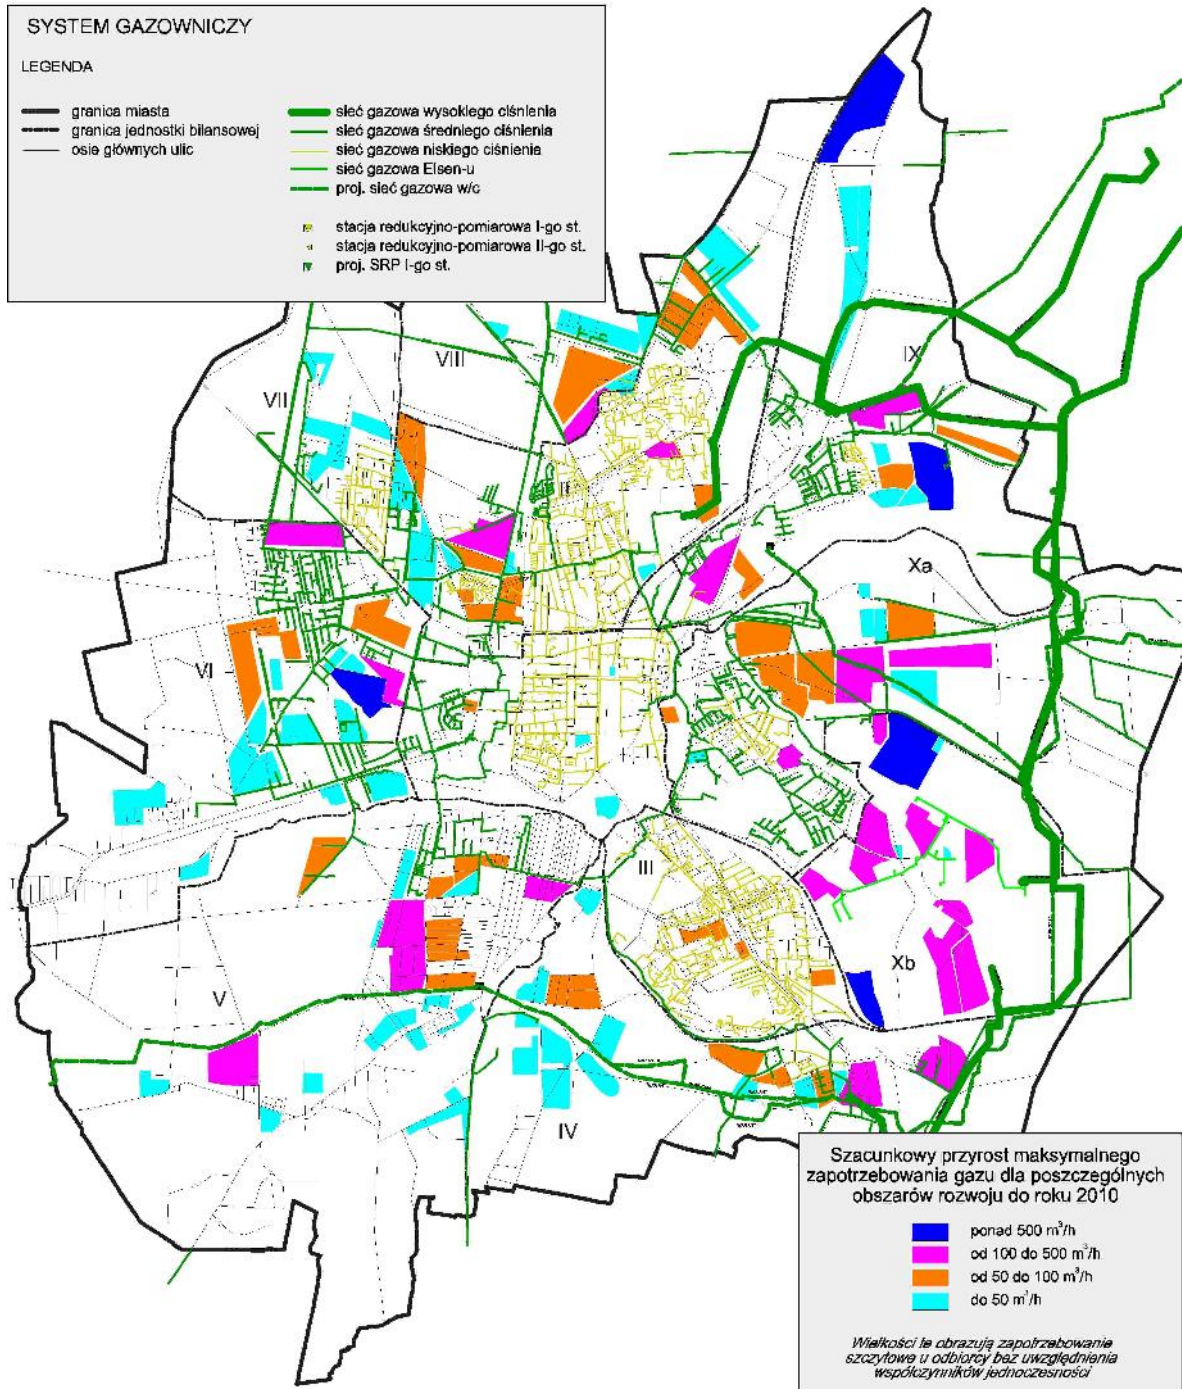 SYSTEM GAZOWNICZY
LEGENDA
granica miasta
granica jednostki bilansowej
osie głównych ulic
sieć gazowa wysokiego ciśnienia
sieć gazowa średniego ciśnienia
sieć gazowa niskiego ciśnienia
sieć gazowa Elsen-u
proj. sieć gazowa w/c
stacja redukcyjno-pomiarowa I-go st.
stacja redukcyjno-pomiarowa II-go st.
proj. SRP I-go st.
VIII
VII
IX
II
Xa
VI
I
III
Xb
V
IV
Szacunkowy przyrost maksymalnego
zapotrzebowania gazu dla poszczególnych
obszarów rozwoju do roku 2010
ponad 500 m³/h
od 100 do 500 m³/h
od 50 do 100 m³/h
do 50 m³/h
Wielkości te obrazują zapotrzebowanie
szczytowe u odbiorcy bez uwzględnienia
współczynników jednoczesności